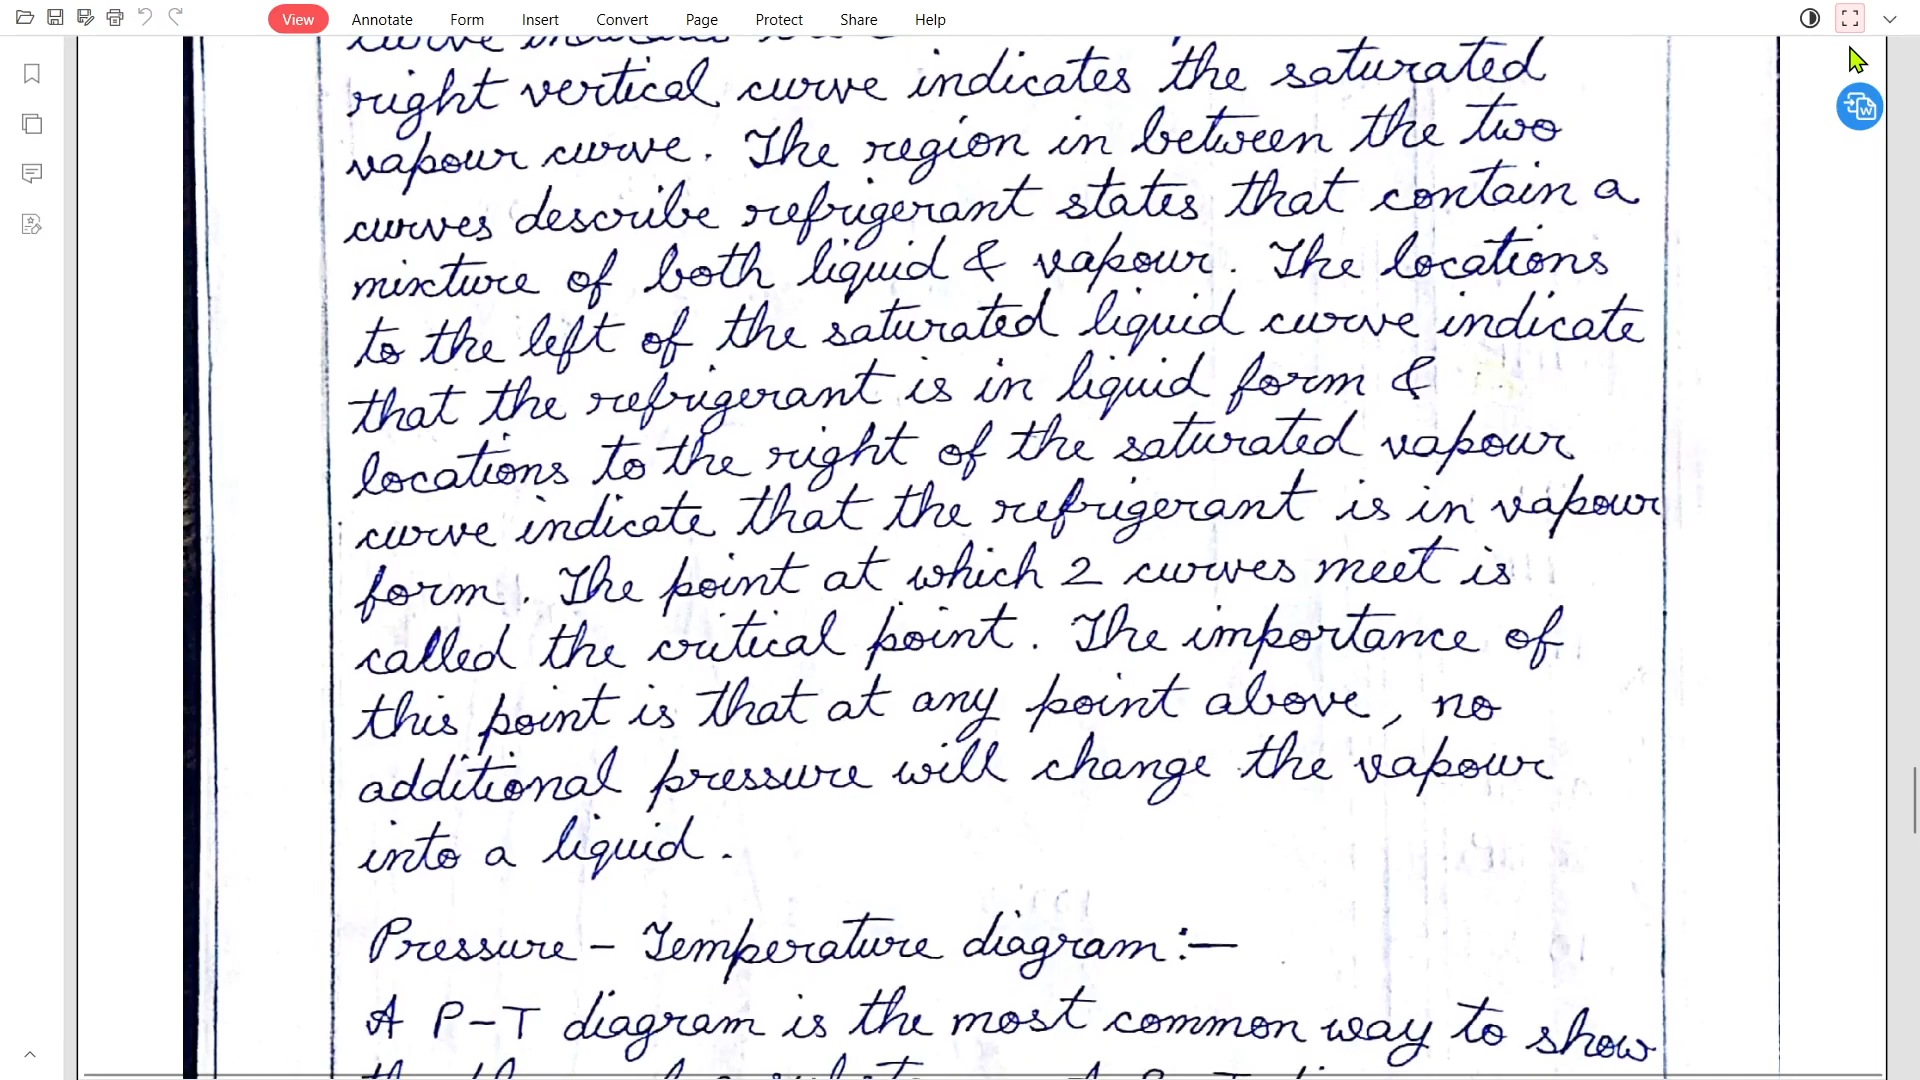 View Annotate Form Insert Convert Page Protect Share Help
curve
right vertical curve indicates the saturated
vapour curve. The region in between the two
curves describe refrigerant states that contain a
mixture of both liquid & vapour. The locations
to the left of the saturated liquid curve indicate
that the refrigerant is in liquid form &
locations to the right of the saturated vapour
curve indicate that the refrigerant is in vapour
form. The point at which 2 curves meet is
called the critical point. The importance of
this point is that at any point above, no
additional pressure will change the vapour
into a liquid.
Pressure - Temperature diagram :-
A P-T diagram is the most common way to show